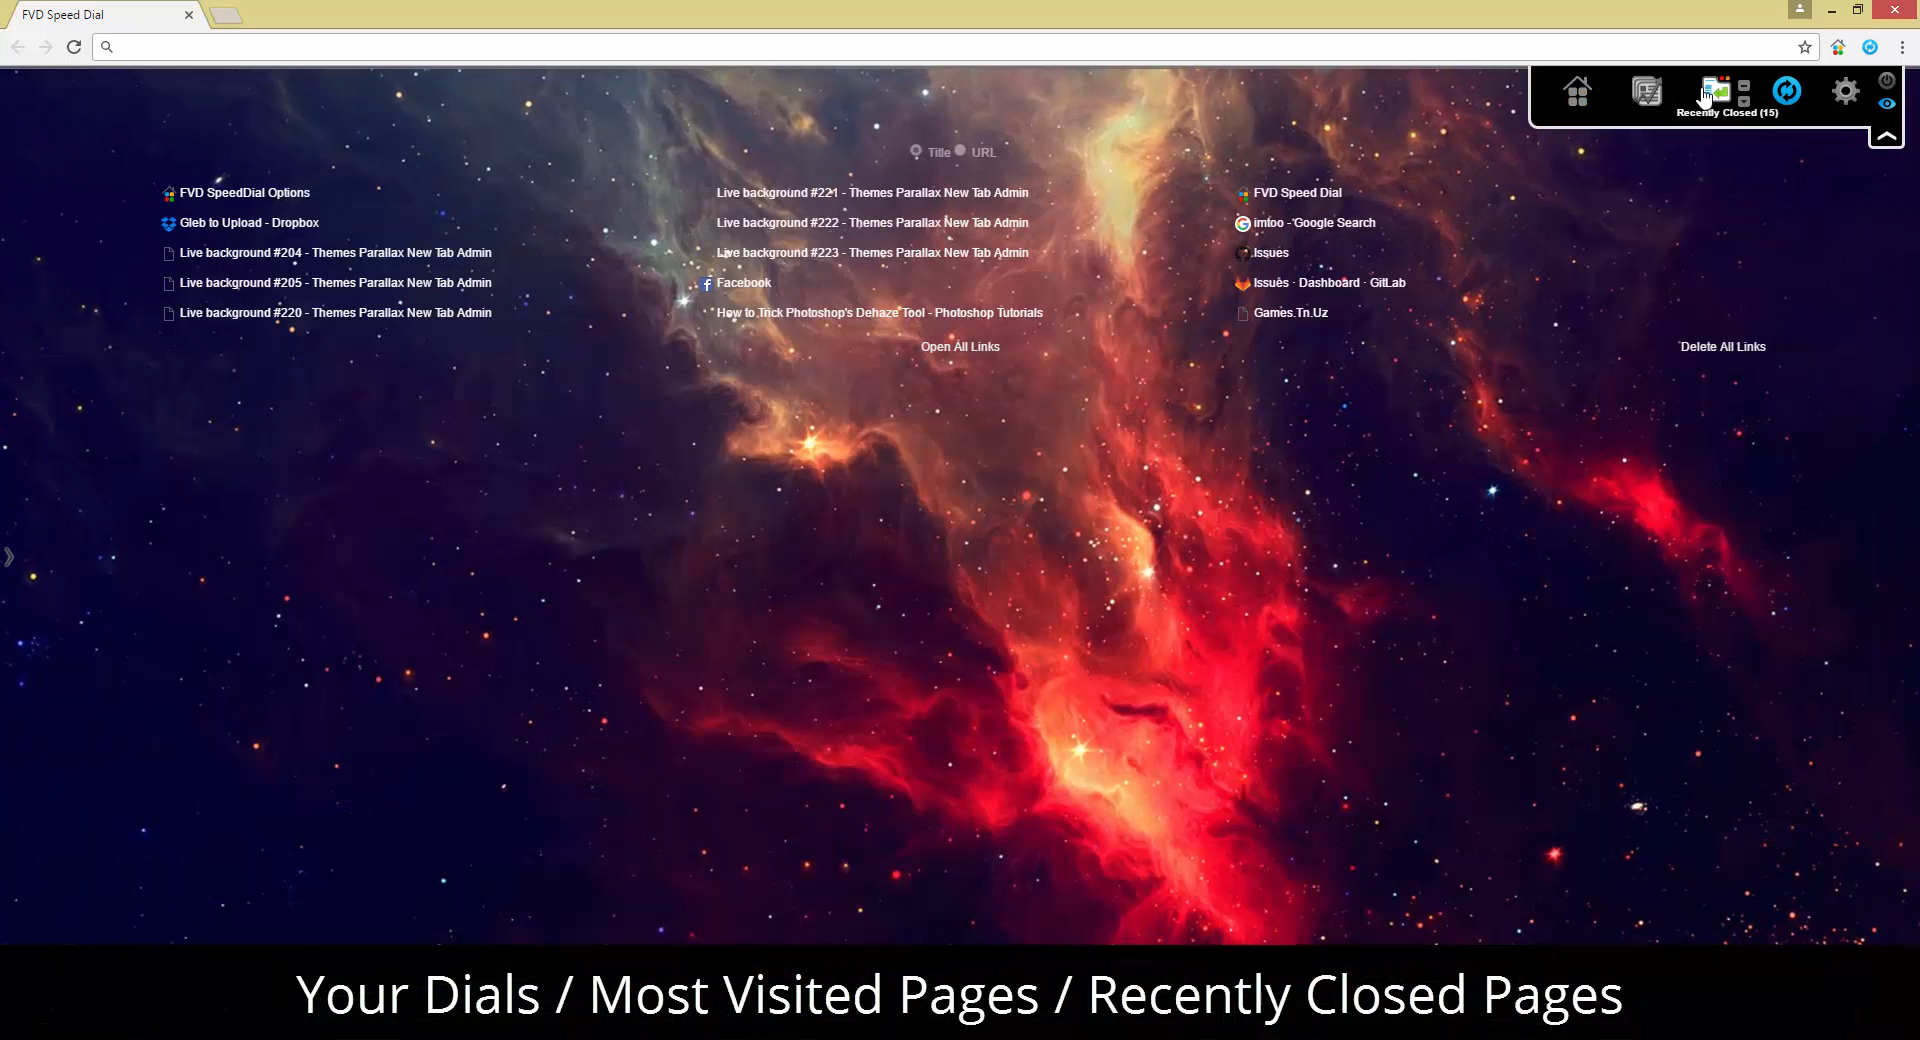 FVD Speed Dial
Recently Closed (15)
Title URL
FVD SpeedDial Options
Gleb to Upload - Dropbox
Live background #204 - Themes Parallax New Tab Admin
Live background #205 - Themes Parallax New Tab Admin
Live background #220 - Themes Parallax New Tab Admin
Live background #221 - Themes Parallax New Tab Admin
Live background #222 - Themes Parallax New Tab Admin
Live background #223 - Themes Parallax New Tab Admin
Facebook
How to Trick Photoshop's Dehaze Tool - Photoshop Tutorials
FVD Speed Dial
imtoo - Google Search
Issues
Issues · Dashboard · GitLab
Games.Tn.Uz
Open All Links
Delete All Links
Your Dials / Most Visited Pages / Recently Closed Pages